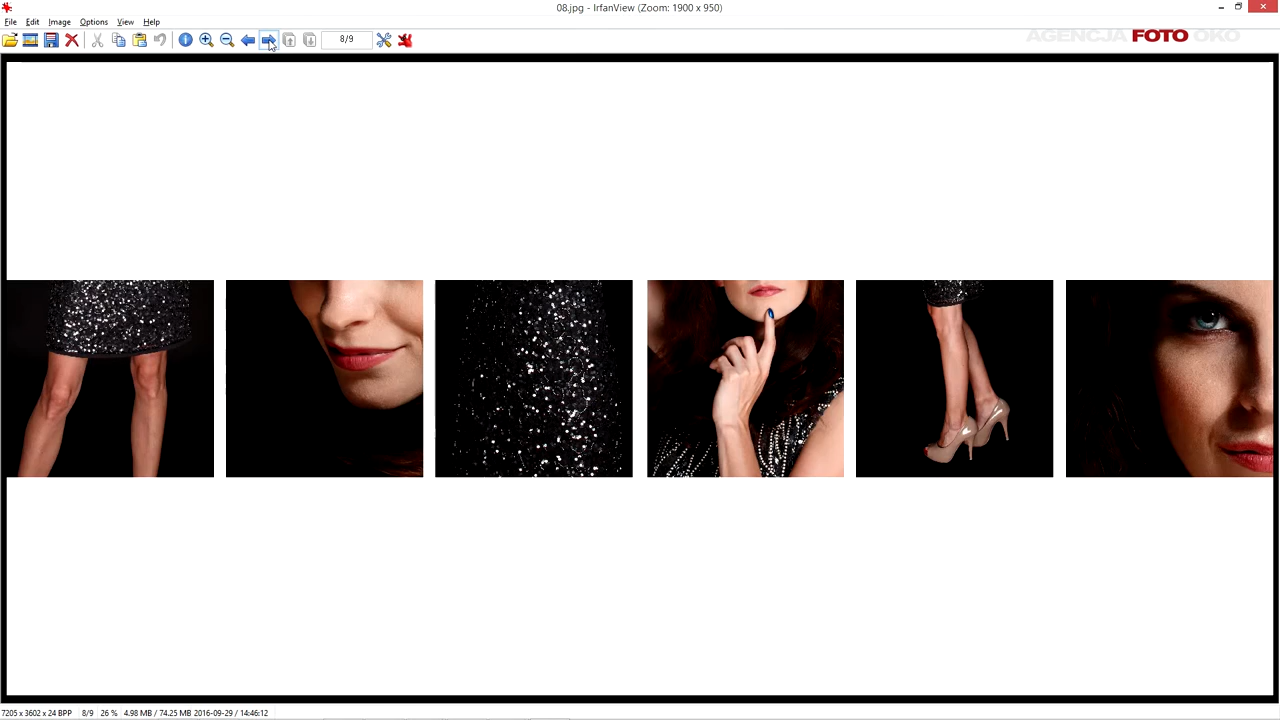 08.jpg - IrfanView (Zoom: 1900 x 950)
File Edit Image Options View Help
8/9
AGENCJA FOTO OKO
7205 x 3602 x 24 BPP 8/9 26 % 4.98 MB / 74.25 MB 2016-09-29 / 14:46:12